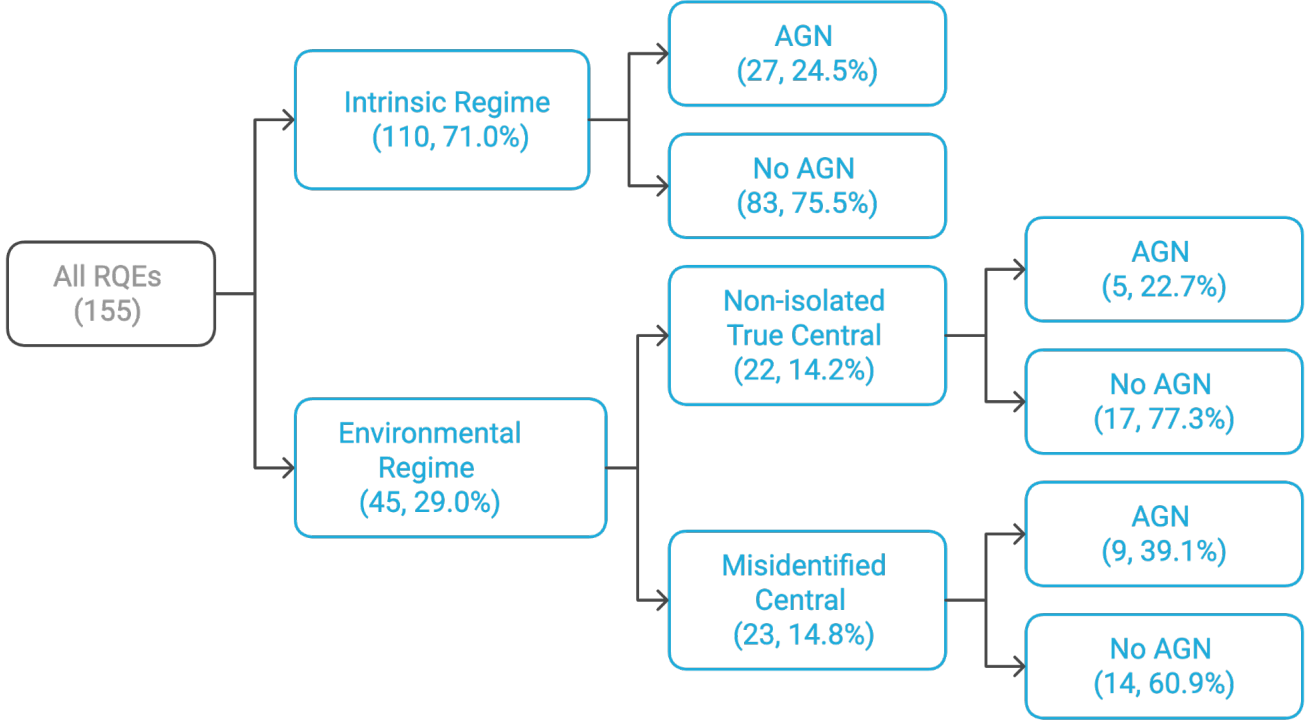 All RQEs
(155)
Intrinsic Regime
(110, 71.0%)
AGN
(27, 24.5%)
No AGN
(83, 75.5%)
Environmental
Regime
(45, 29.0%)
Non-isolated
True Central
(22, 14.2%)
AGN
(5, 22.7%)
No AGN
(17, 77.3%)
Misidentified
Central
(23, 14.8%)
AGN
(9, 39.1%)
No AGN
(14, 60.9%)